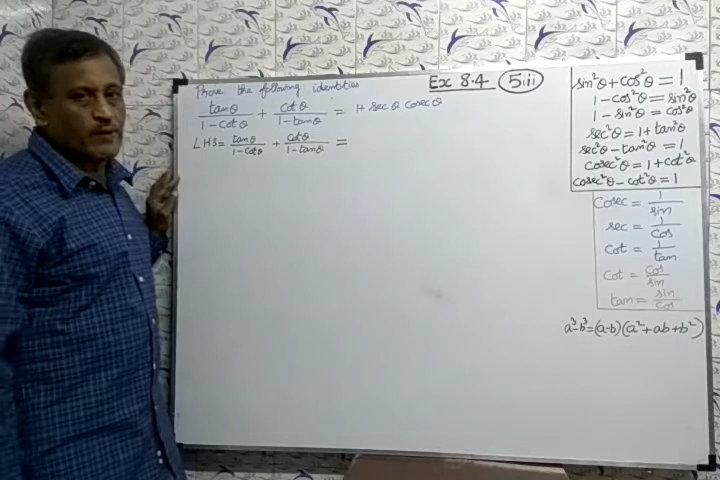 Prove the following identities
Ex 8.4 5iii
tanθ/1-cotθ + cotθ/1-tanθ = 1+ secθ cosecθ
LHS= tanθ/1-cotθ + cotθ/1-tanθ =
sin²θ+cos²θ = 1
1-cos²θ = sin²θ
1-sin²θ = cos²θ
sec²θ = 1+tan²θ
sec²θ-tan²θ = 1
cosec²θ = 1+cot²θ
cosec²θ-cot²θ = 1
Cosec = 1/sin
sec = 1/cos
cot = 1/tan
cot = cos/sin
tan = sin/cos
a³-b³=(a-b)(a²+ab+b²)